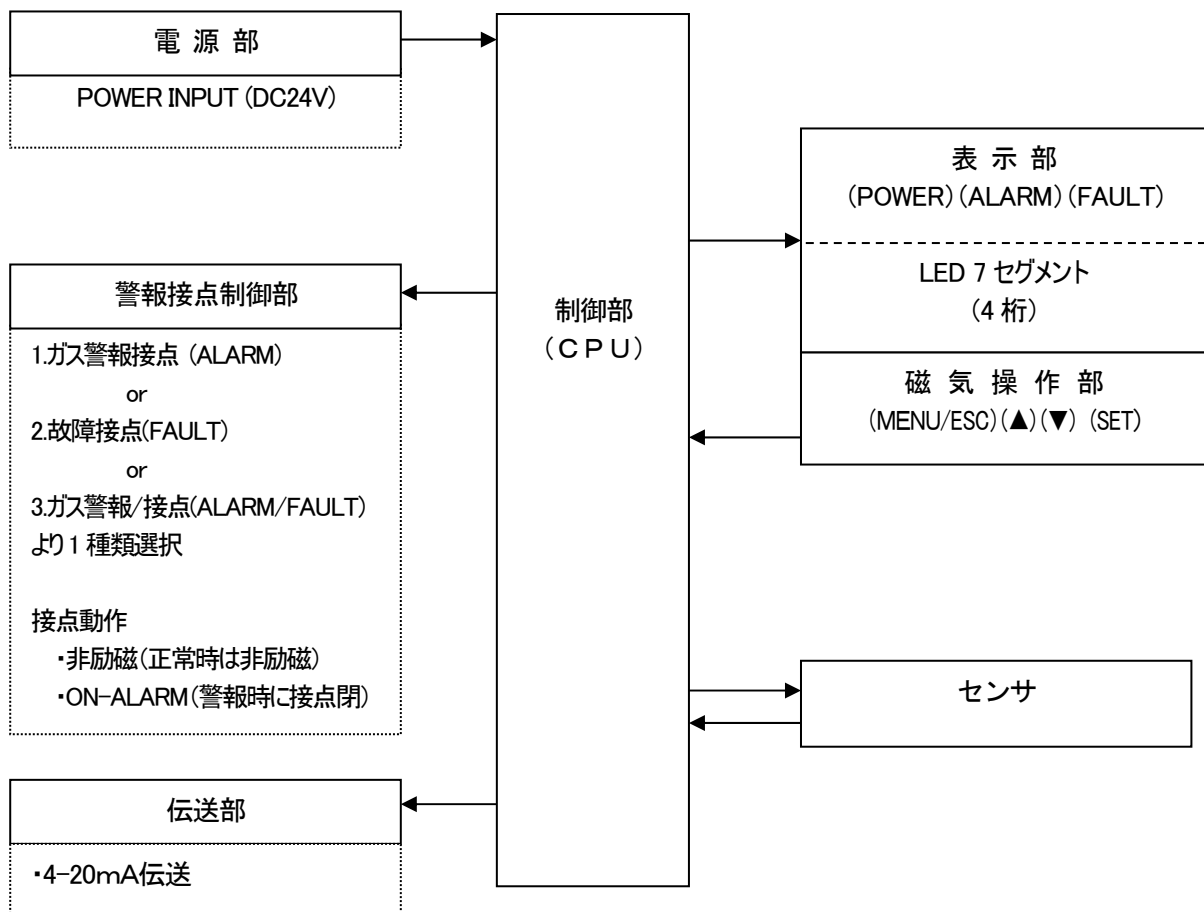 電 源 部
POWER INPUT (DC24V)
警報接点制御部
1.ガス警報接点 (ALARM)
or
2.故障接点(FAULT)
or
3.ガス警報/接点(ALARM/FAULT)
より1種類選択
接点動作
・非励磁(正常時は非励磁)
・ON-ALARM(警報時に接点閉)
伝送部
・4-20mA伝送
制御部
(CPU)
表 示 部
(POWER)(ALARM)(FAULT)
LED 7 セグメント
(4 桁)
磁 気 操 作 部
(MENU/ESC)(▲)(▼) (SET)
センサ